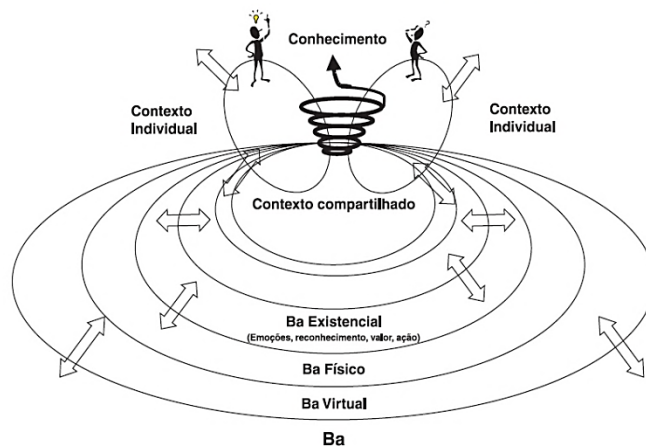 Conhecimento
Contexto
Individual
Contexto
Individual
Contexto compartilhado
Ba Existencial
(Emoções, reconhecimento, valor, ação)
Ba Físico
Ba Virtual
Ba